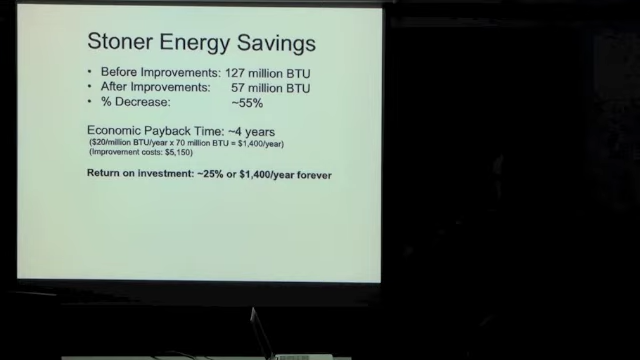 Stoner Energy Savings
• Before Improvements: 127 million BTU
• After Improvements: 57 million BTU
• % Decrease: ~55%
Economic Payback Time: ~4 years
($20/million BTU/year x 70 million BTU = $1,400/year)
(Improvement costs: $5,150)
Return on investment: ~25% or $1,400/year forever